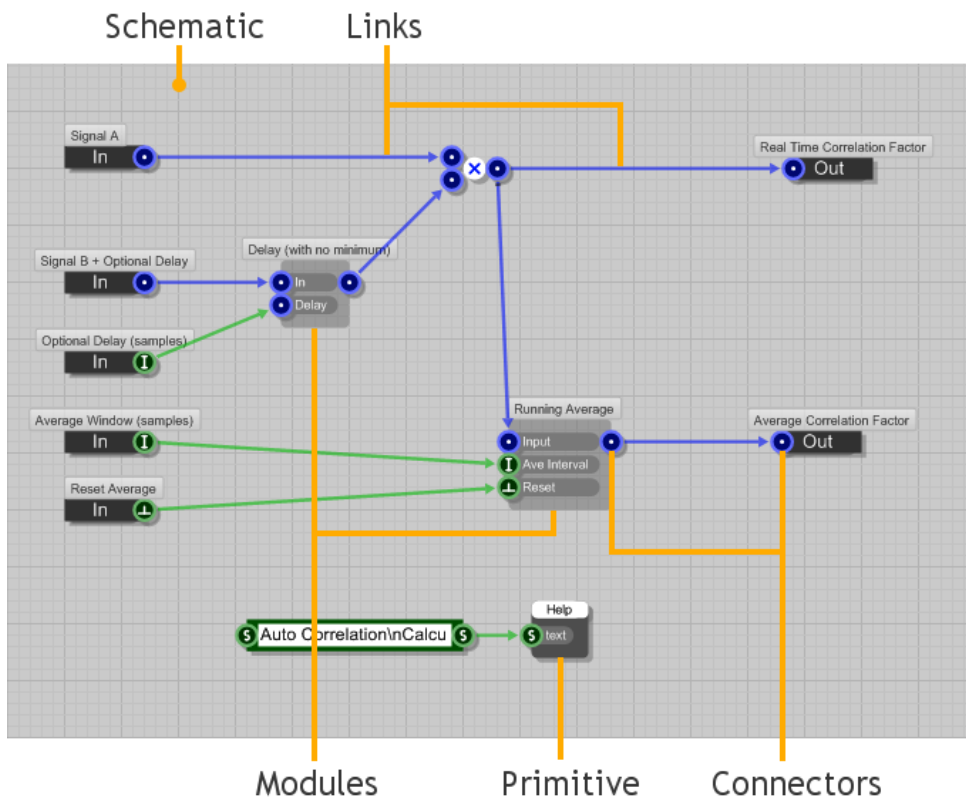 Schematic
Links
Signal A
In
Real Time Correlation Factor
Out
Delay (with no minimum)
Signal B + Optional Delay
In
In
Delay
Optional Delay (samples)
In
Running Average
Average Window (samples)
In
Input
Ave Interval
Reset
Average Correlation Factor
Out
Reset Average
In
Help
S
Auto Correlation\nCalcu
S
S
text
Modules
Primitive
Connectors